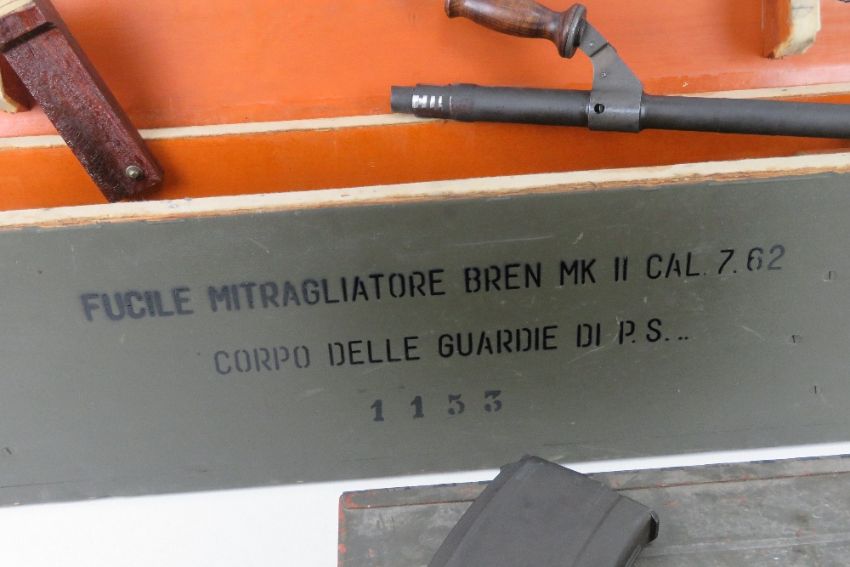 FUCILE MITRAGLIATORE BREN MK II CAL. 7.62
CORPO DELLE GUARDIE DI P.S...
1153